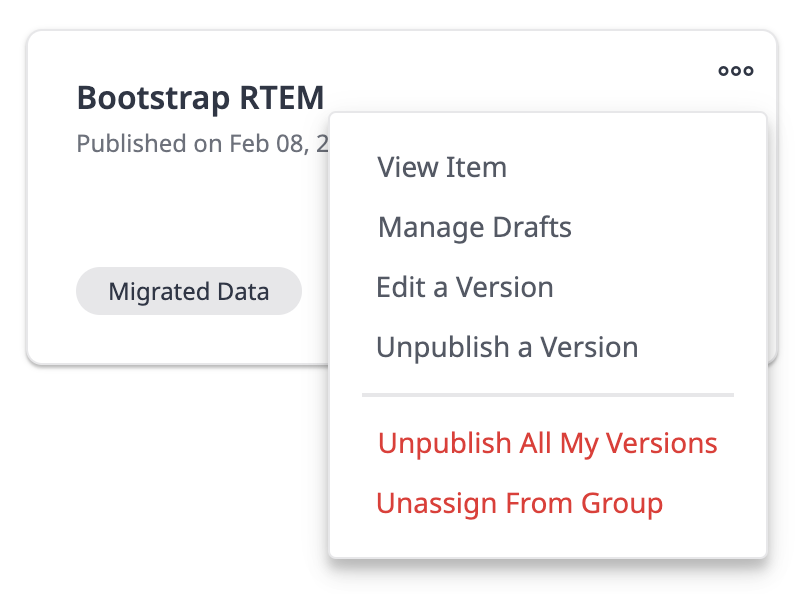 Bootstrap RTEM
Published on Feb 08, 2
Migrated Data
View Item
Manage Drafts
Edit a Version
Unpublish a Version
Unpublish All My Versions
Unassign From Group